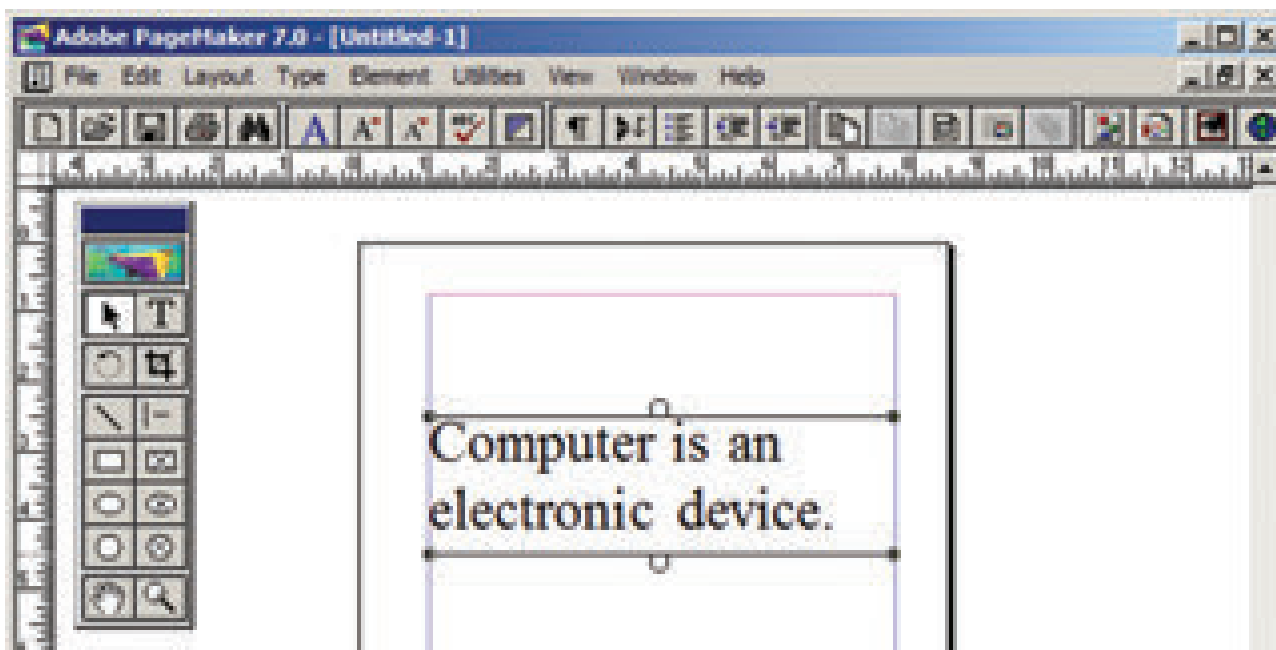 Adobe PageMaker 7.0 - [Untitled-1]
File Edit Layout Type Element Utilities View Window Help
Computer is an
electronic device.